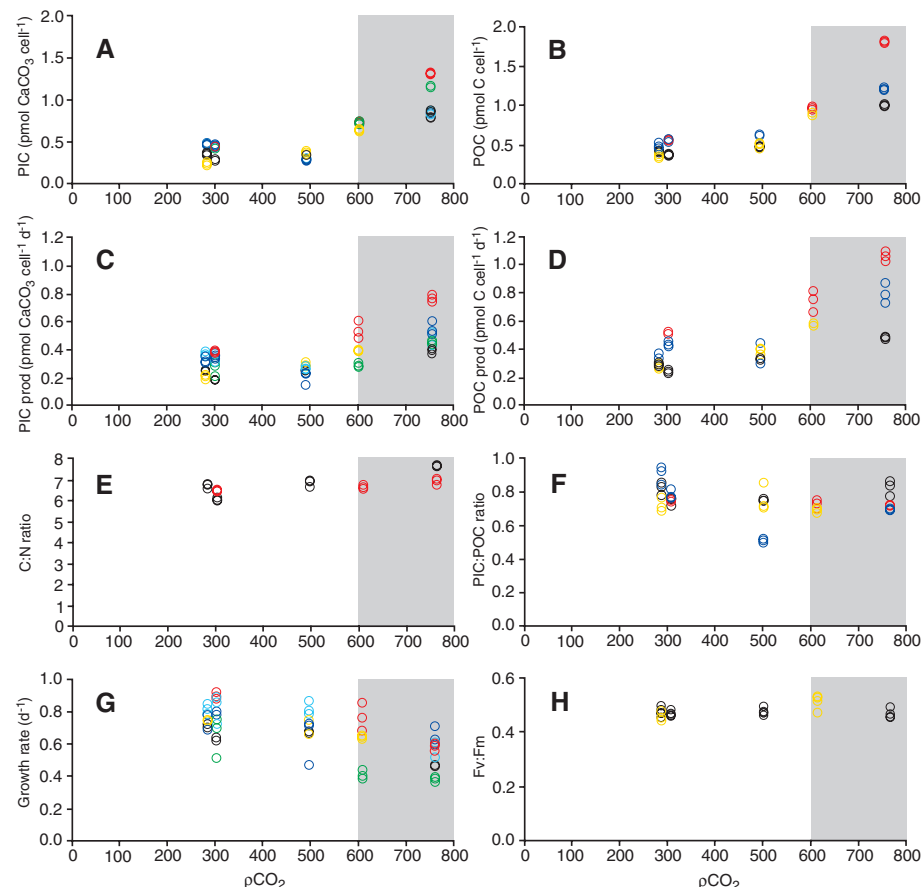 A
PIC (pmol CaCO3 cell-1)
2.0
1.5
1.0
0.5
0.0
0 100 200 300 400 500 600 700 800
B
POC (pmol C cell-1)
2.0
1.5
1.0
0.5
0.0
0 100 200 300 400 500 600 700 800
C
PIC prod (pmol CaCO3 cell-1 d-1)
1.2
1.0
0.8
0.6
0.4
0.2
0.0
0 100 200 300 400 500 600 700 800
D
POC prod (pmol C cell-1 d-1)
1.2
1.0
0.8
0.6
0.4
0.2
0.0
0 100 200 300 400 500 600 700 800
E
C:N ratio
8
7
6
5
4
3
2
1
0
0 100 200 300 400 500 600 700 800
F
PIC:POC ratio
1.0
0.8
0.6
0.4
0.2
0.0
0 100 200 300 400 500 600 700 800
G
Growth rate (d-1)
1.0
0.8
0.6
0.4
0.2
0.0
0 100 200 300 400 500 600 700 800
ρCO2
H
Fv:Fm
0.6
0.4
0.2
0.0
0 100 200 300 400 500 600 700 800
ρCO2